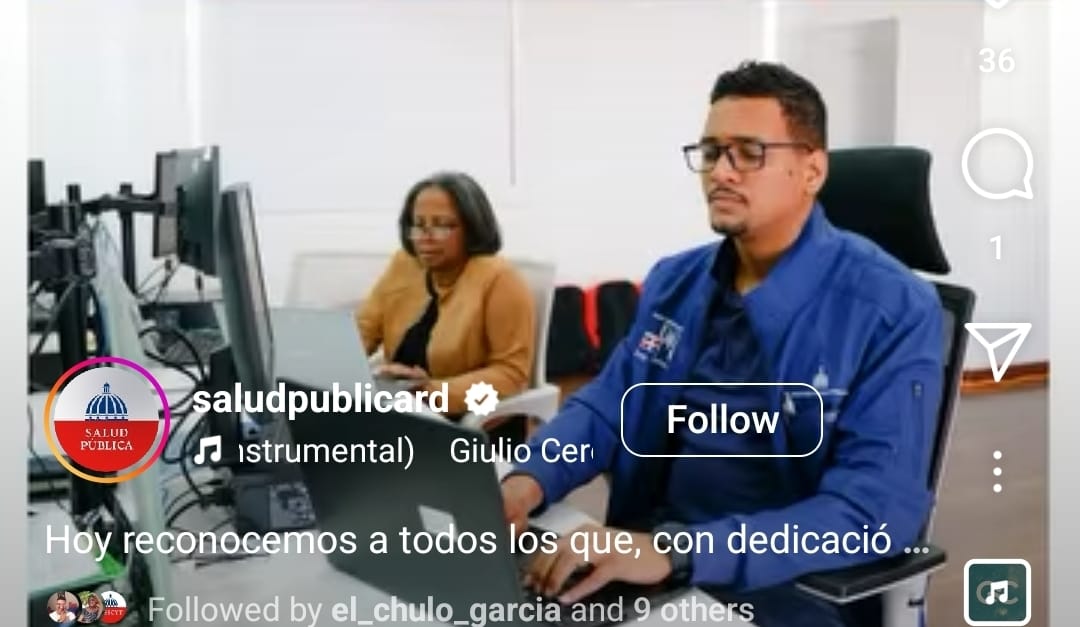 36
1
saludpublicard
nstrumental) Giulio Cer
Follow
SALUD
PÚBLICA
Hoy reconocemos a todos los que, con dedicació ...
Followed by el_chulo_garcia and 9 others